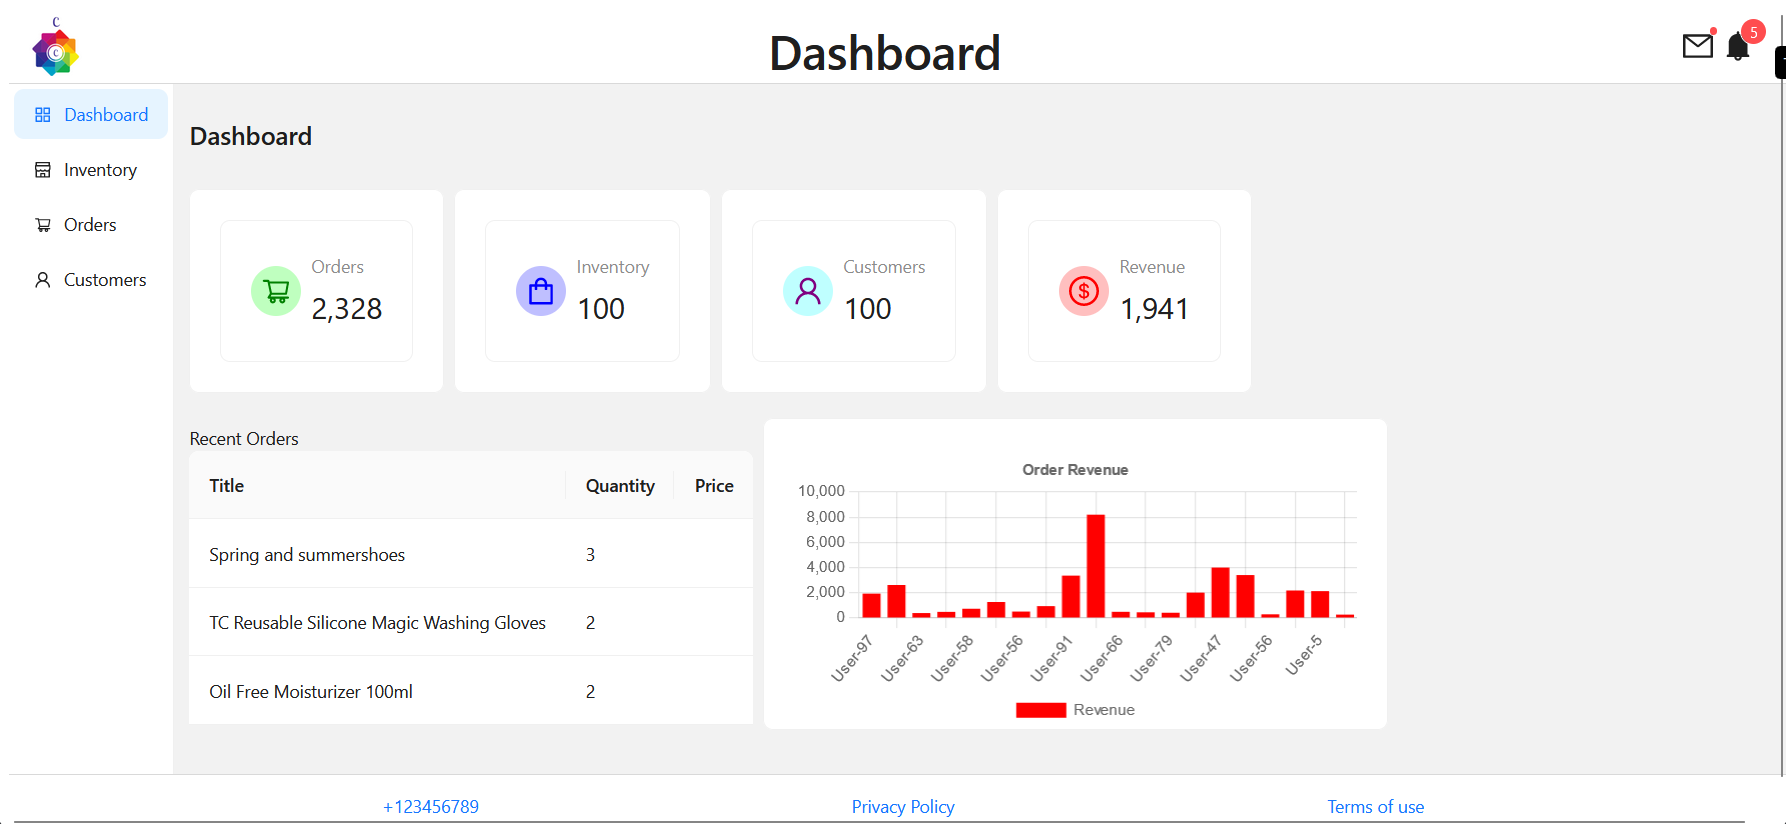 C
C
Dashboard
5
Dashboard
Inventory
Orders
Customers
Dashboard
Orders
2,328
Inventory
100
Customers
100
Revenue
1,941
Recent Orders
Title Quantity Price
Spring and summershoes 3
TC Reusable Silicone Magic Washing Gloves 2
Oil Free Moisturizer 100ml 2
Order Revenue
10,000
8,000
6,000
4,000
2,000
0
User-97 User-63 User-58 User-56 User-91 User-66 User-79 User-47 User-56 User-5
Revenue
+123456789 Privacy Policy Terms of use